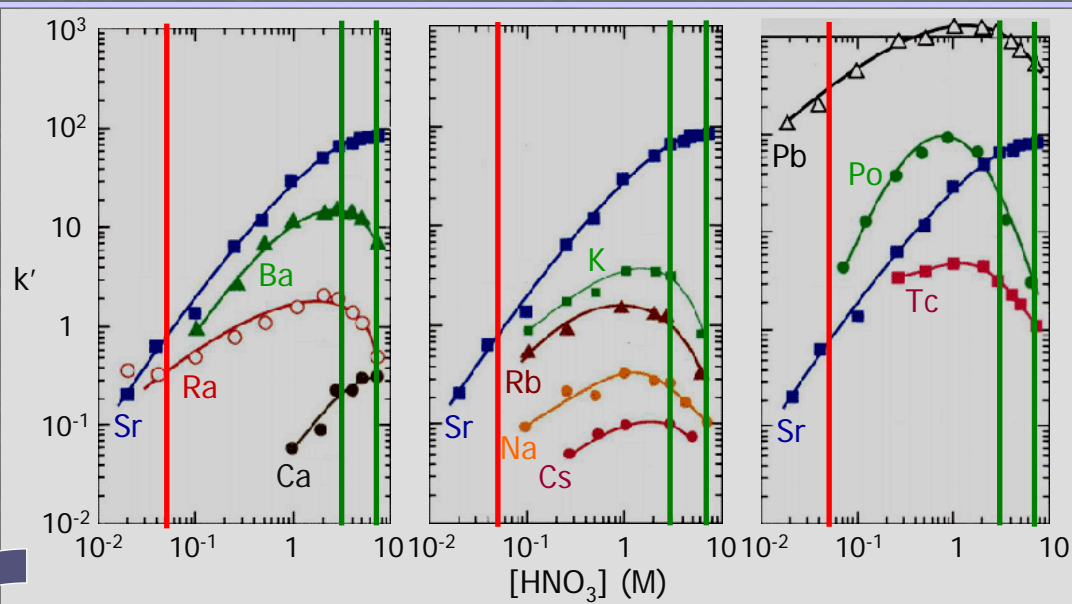 10³
10²
10
1
10⁻¹
10⁻²
k′
Ba
Ra
Sr
Ca
K
Rb
Sr
Na
Cs
Pb
Po
Tc
Sr
10⁻² 10⁻¹ 1 10
10⁻² 10⁻¹ 1
10
10⁻² 10⁻¹ 1 10
[HNO₃] (M)